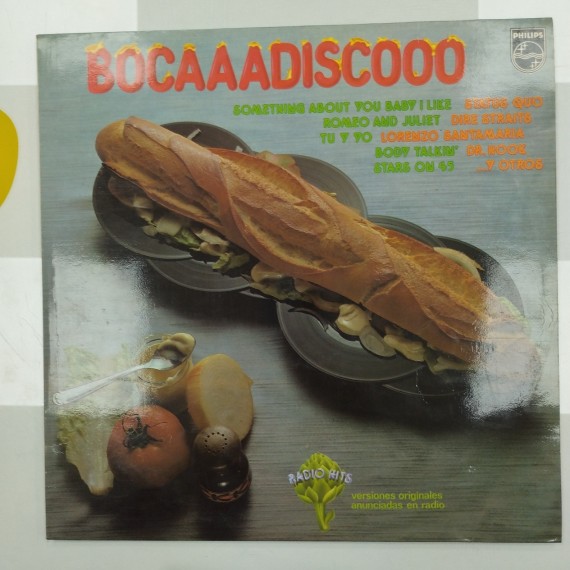 BOCAAADISCOOO
PHILIPS
SOMETHING ABOUT YOU BABY I LIKE STATUS QUO
ROMEO AND JULIET DIRE STRAITS
TU Y YO LORENZO SANTAMARIA
BODY TALKIN' DR. HOOK
STARS ON 45 ...Y OTROS
RADIO HITS
versiones originales
anunciadas en radio